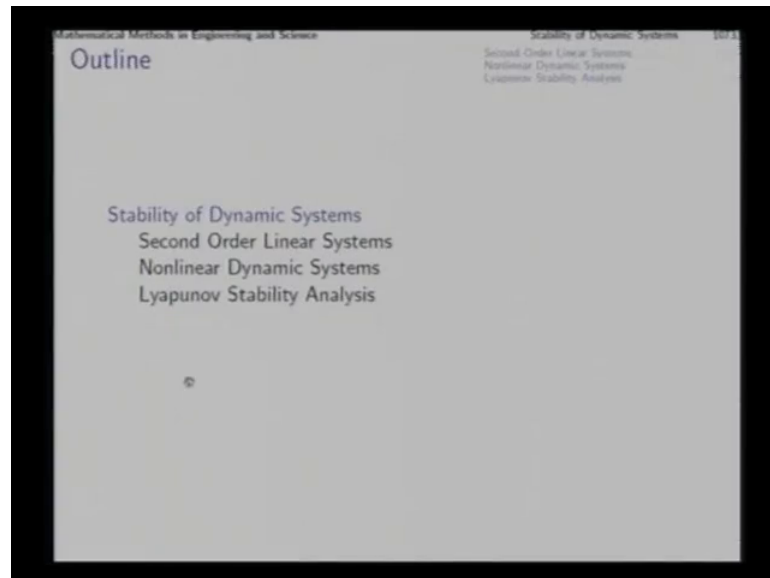 Mathematical Methods in Engineering and Science
Stability of Dynamic Systems
Outline
Second Order Linear Systems
Nonlinear Dynamic Systems
Lyapunov Stability Analysis
Stability of Dynamic Systems
Second Order Linear Systems
Nonlinear Dynamic Systems
Lyapunov Stability Analysis